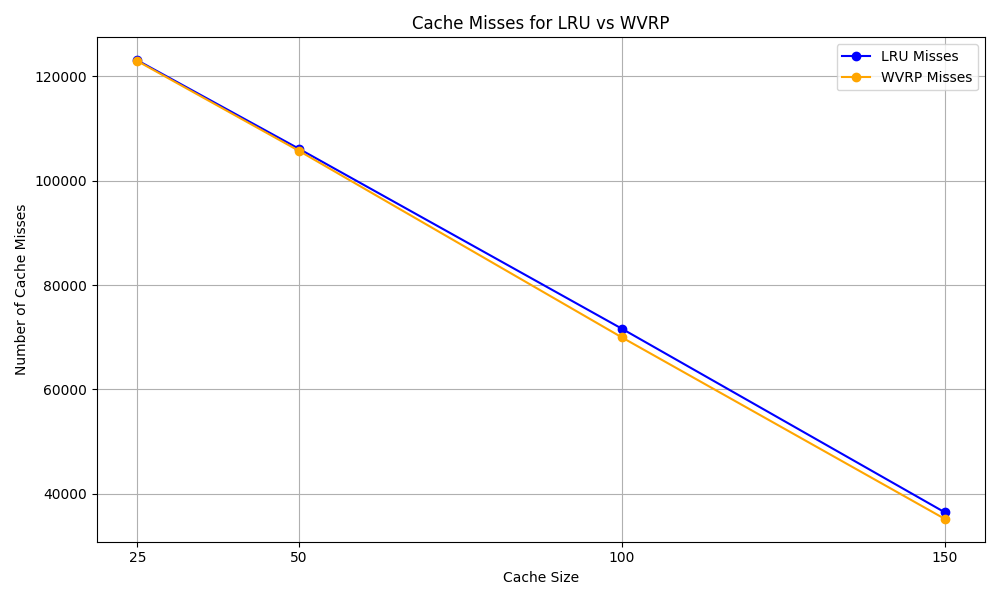 Cache Misses for LRU vs WVRP
LRU Misses
WVRP Misses
Number of Cache Misses
120000
100000
80000
60000
40000
25
50
100
150
Cache Size